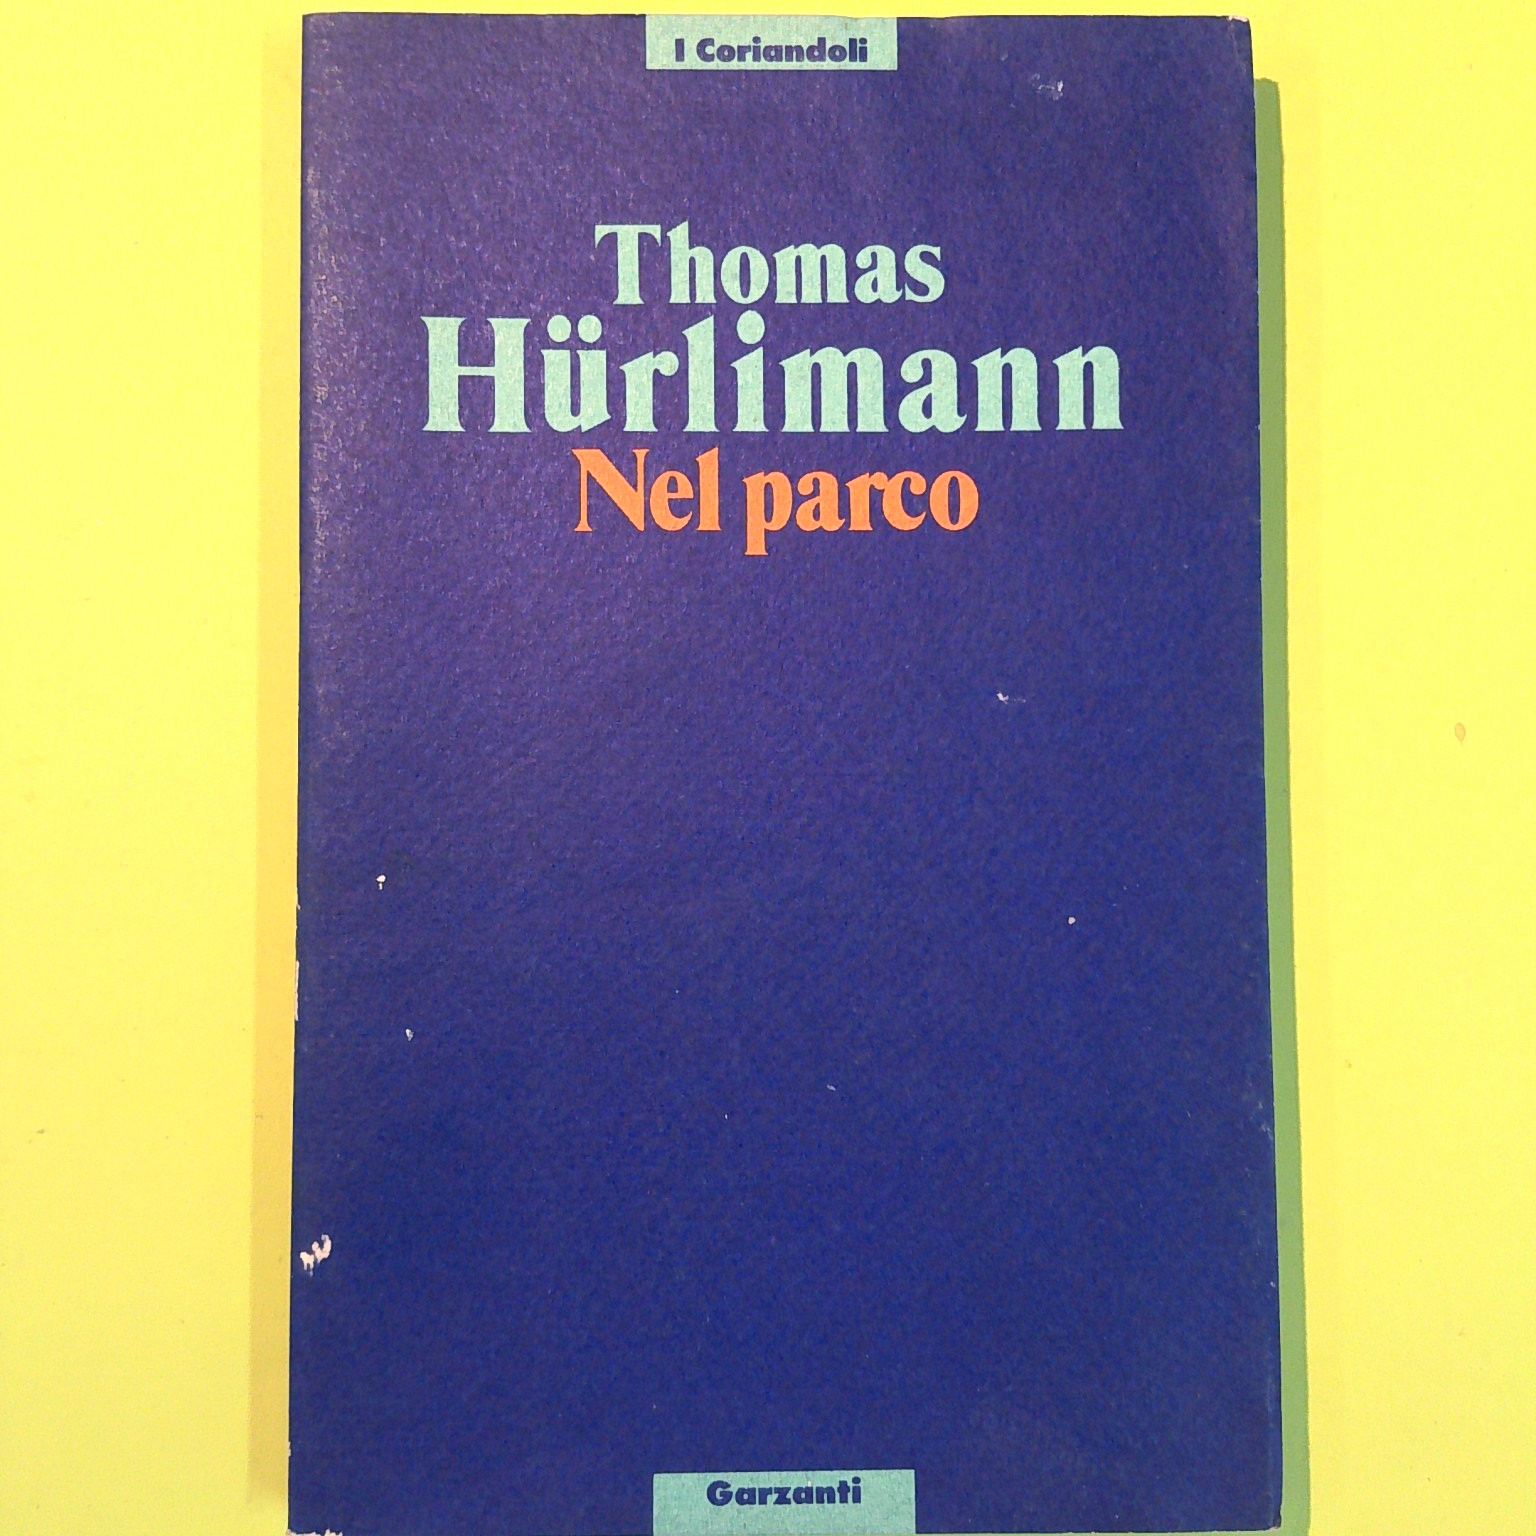 I Coriandoli
Thomas
Hürlimann
Nel parco
Garzanti